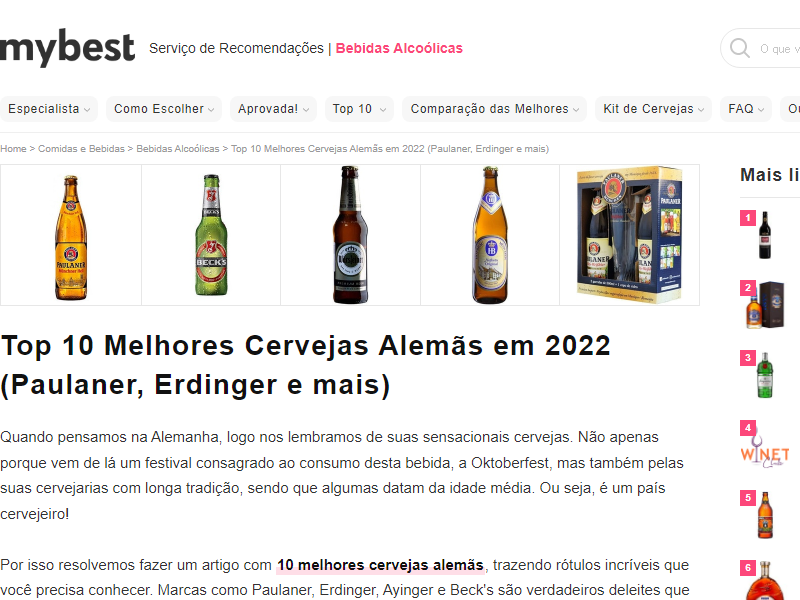 mybest
Serviço de Recomendações | Bebidas Alcoólicas
O que v
Especialista
Como Escolher
Aprovada!
Top 10
Comparação das Melhores
Kit de Cervejas
FAQ
Home > Comidas e Bebidas > Bebidas Alcoólicas > Top 10 Melhores Cervejas Alemãs em 2022 (Paulaner, Erdinger e mais)
PAULANER
BECK'S
HB
PAULANER
Mais li
1
2
3
4
WINET
5
6
Top 10 Melhores Cervejas Alemãs em 2022
(Paulaner, Erdinger e mais)
Quando pensamos na Alemanha, logo nos lembramos de suas sensacionais cervejas. Não apenas
porque vem de lá um festival consagrado ao consumo desta bebida, a Oktoberfest, mas também pelas
suas cervejarias com longa tradição, sendo que algumas datam da idade média. Ou seja, é um país
cervejeiro!
Por isso resolvemos fazer um artigo com 10 melhores cervejas alemãs, trazendo rótulos incríveis que
você precisa conhecer. Marcas como Paulaner, Erdinger, Ayinger e Beck's são verdadeiros deleites que